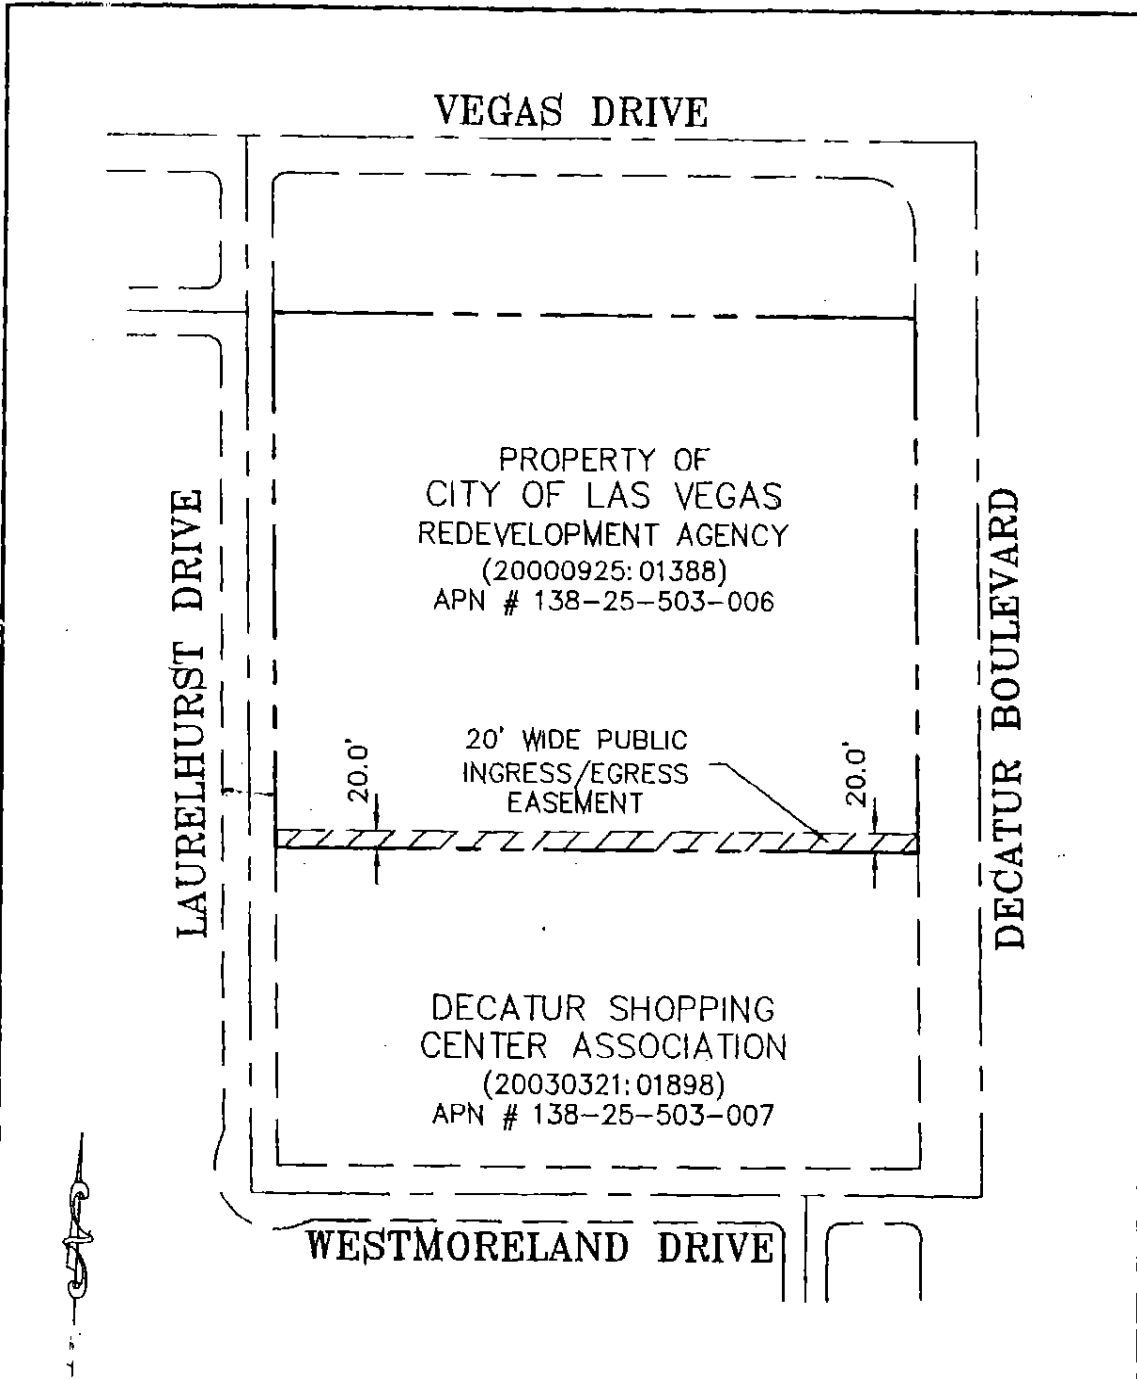 VEGAS DRIVE
PROPERTY OF
CITY OF LAS VEGAS
REDEVELOPMENT AGENCY
(20000925:01388)
APN # 138-25-503-006
LAURELHURST DRIVE
DECATUR BOULEVARD
20.0'
20' WIDE PUBLIC
INGRESS/EGRESS
EASEMENT
20.0'
DECATUR SHOPPING
CENTER ASSOCIATION
(20030321:01898)
APN # 138-25-503-007
WESTMORELAND DRIVE